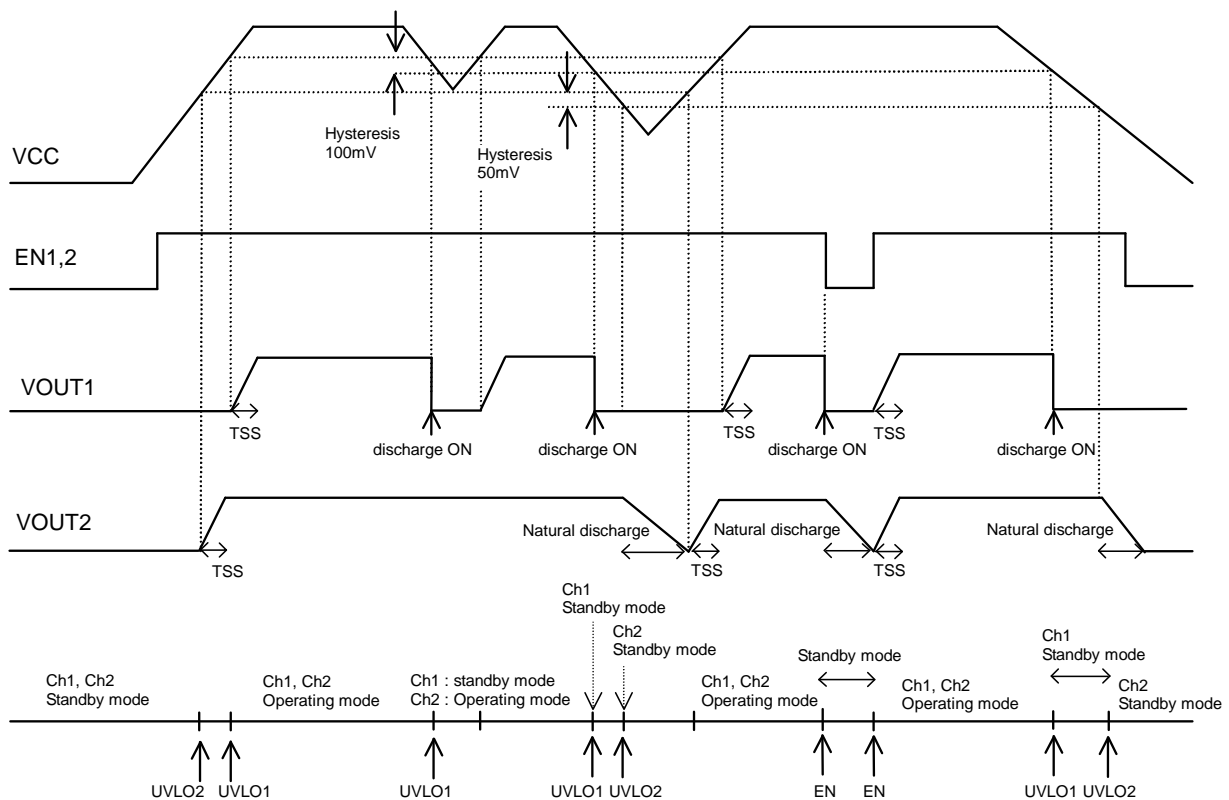 Hysteresis
100mV
Hysteresis
50mV
VCC
EN1,2
VOUT1
TSS
discharge ON
discharge ON
TSS
discharge ON
TSS
discharge ON
VOUT2
TSS
Natural discharge
TSS
Natural discharge
TSS
Natural discharge
Ch1, Ch2
Standby mode
Ch1, Ch2
Operating mode
Ch1 : standby mode
Ch2 : Operating mode
Ch1
Standby mode
Ch2
Standby mode
Ch1, Ch2
Operating mode
Standby mode
Ch1, Ch2
Operating mode
Ch1
Standby mode
Ch2
Standby mode
UVLO2 UVLO1 UVLO1 UVLO1 UVLO2 EN EN UVLO1 UVLO2